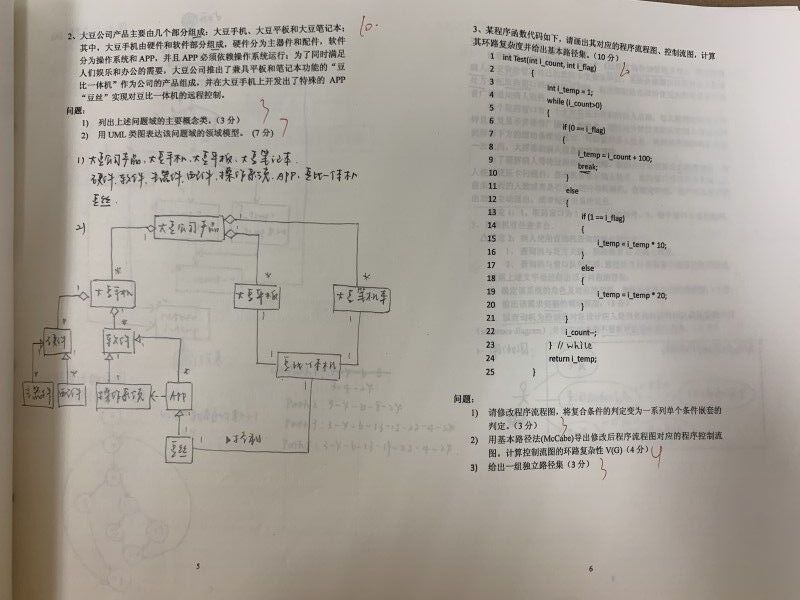 2、大豆公司产品主要由几个部分组成：大豆手机、大豆平板和大豆笔记本；
其中，大豆手机由硬件和软件部分组成，硬件分为主器件和配件，软件
分为操作系统和 APP，并且 APP 必须依赖操作系统运行；为了同时满足
人们娱乐和办公的需要，大豆公司推出了兼具平板和笔记本功能的“豆
比一体机”作为公司的产品组成，并在大豆手机上开发了特殊的 APP
“豆丝”实现对豆比一体机的远程控制。
10.
问题：
1) 列出上述问题域的主要概念类。（3 分）
3
2) 用 UML 类图表达该问题域的领域模型。（7 分）
7
1) 大豆公司产品、大豆手机、大豆平板、大豆笔记本
硬件、软件、主器件、配件、操作系统、APP、豆比一体机
豆丝.
2)
大豆公司产品
大豆手机
大豆平板
大豆笔记本
硬件
软件
豆比一体机
主器件
配件
操作系统
APP
豆丝
5
3、某程序函数代码如下，请画出其对应的程序流程图、控制流图，计算
其环路复杂度并给出基本路径集。（10 分）
1 int Test(int i_count, int i_flag)
2 {
3 int i_temp = 1;
4 while (i_count>0)
5 {
6 if (0 == i_flag)
7 {
8 i_temp = i_count + 100;
9 break;
10 }
11 else
12 {
13 if (1 == i_flag)
14 {
15 i_temp = i_temp * 10;
16 }
17 else
18 {
19 i_temp = i_temp * 20;
20 }
21 }
22 i_count--;
23 } // while
24 return i_temp;
25 }
问题：
1) 请修改程序流程图，将复合条件的判定变为一系列单个条件嵌套的
判定。（3 分）
3
2) 用基本路径法(McCabe)导出修改后程序流程图对应的程序控制流
图，计算控制流图的环路复杂性 V(G)（4 分）
4
3) 给出一组独立路径集（3 分）
3
6